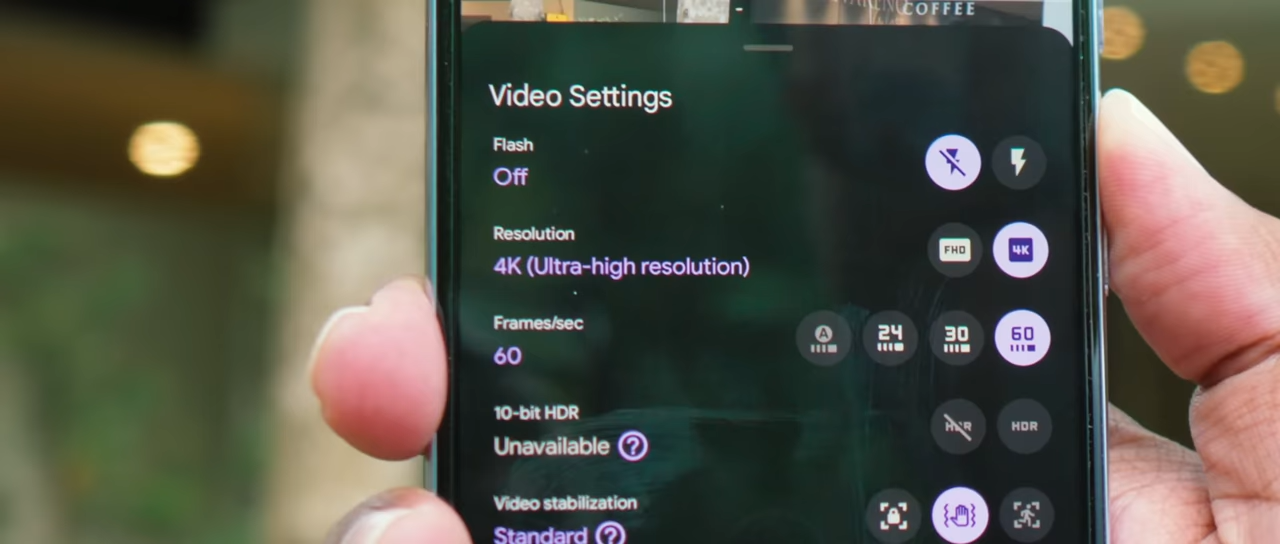 COFFEE
Video Settings
Flash
Off
Resolution
4K (Ultra-high resolution)
FHD
4K
Frames/sec
60
A
24
30
60
10-bit HDR
Unavailable ?
HDR
HDR
Video stabilization
Standard ?